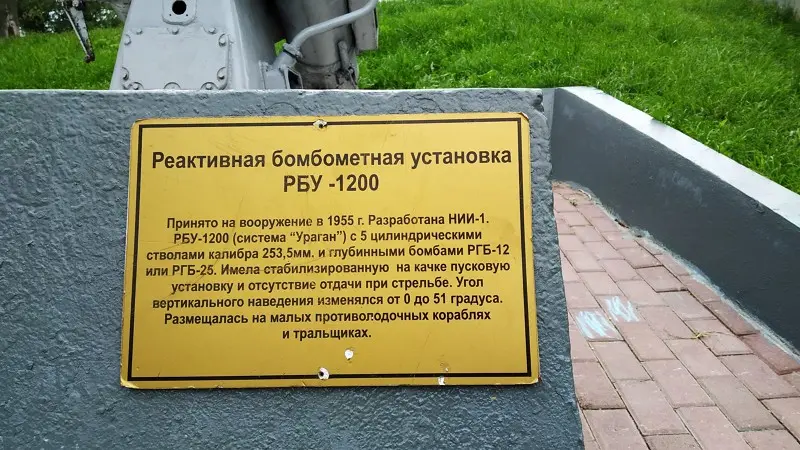 Реактивная бомбометная установка
РБУ -1200
Принято на вооружение в 1955 г. Разработана НИИ-1.
РБУ-1200 (система “Ураган”) с 5 цилиндрическими
стволами калибра 253,5мм. и глубинными бомбами РГБ-12
или РГБ-25. Имела стабилизированную на качке пусковую
установку и отсутствие отдачи при стрельбе. Угол
вертикального наведения изменялся от 0 до 51 градуса.
Размещалась на малых противолодочных кораблях
и тральщиках.